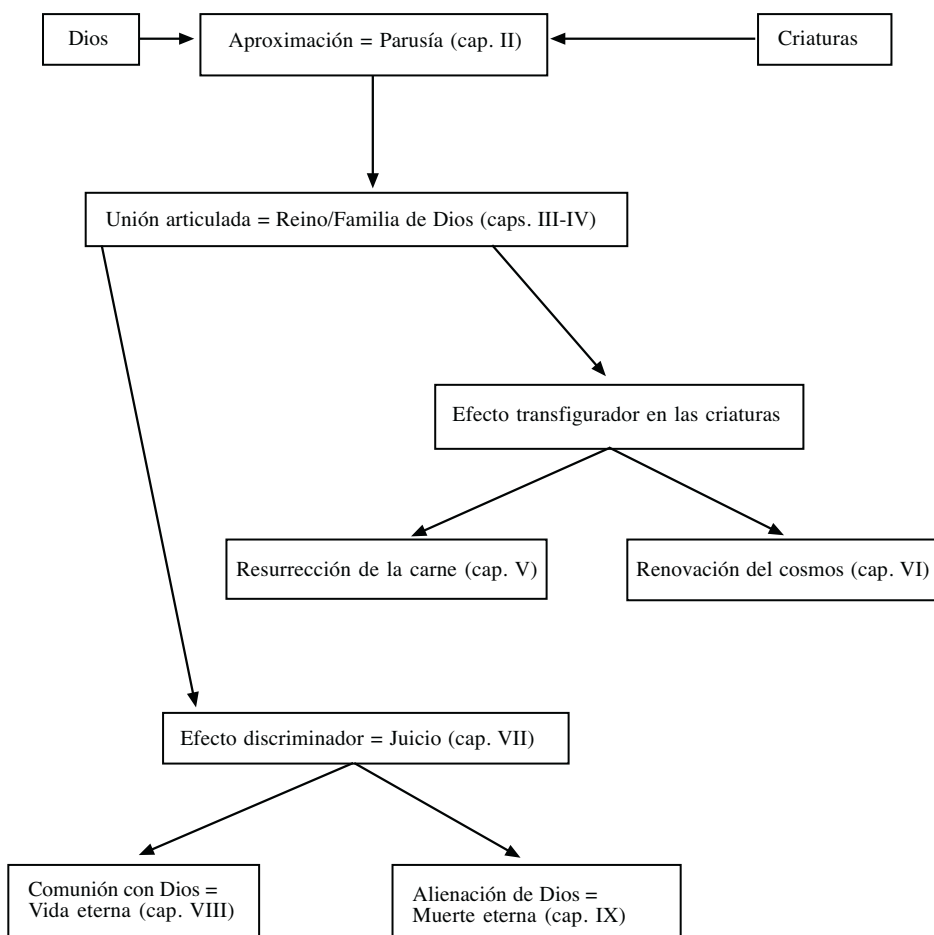 Dios
Aproximación = Parusía (cap. II)
Criaturas
Unión articulada = Reino/Familia de Dios (caps. III-IV)
Efecto transfigurador en las criaturas
Resurrección de la carne (cap. V)
Renovación del cosmos (cap. VI)
Efecto discriminador = Juicio (cap. VII)
Comunión con Dios =
Vida eterna (cap. VIII)
Alienación de Dios =
Muerte eterna (cap. IX)